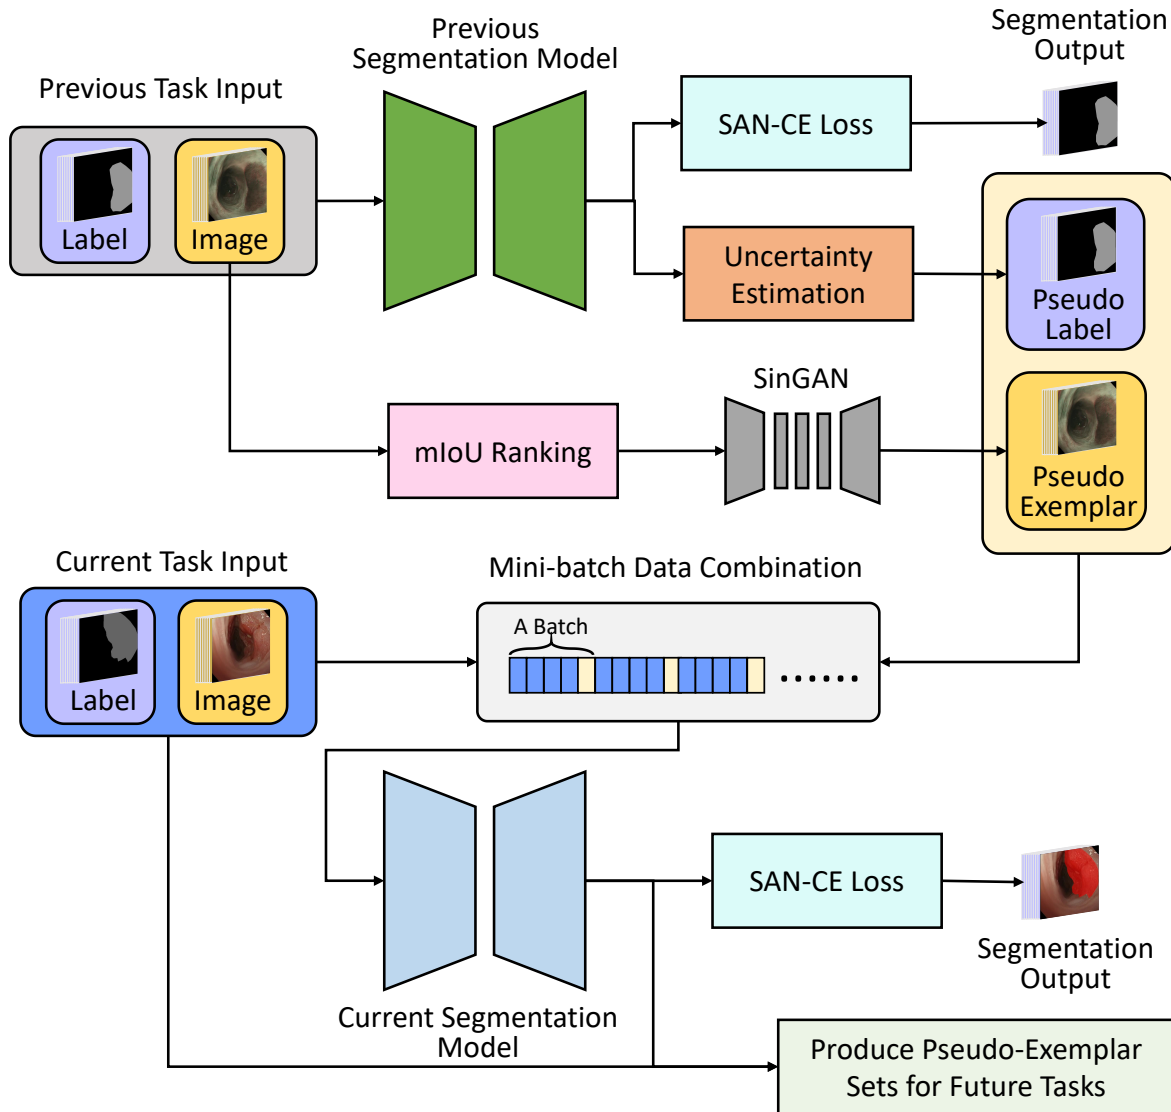 Previous
Segmentation Model
Segmentation
Output
Previous Task Input
SAN-CE Loss
Label
Image
Uncertainty
Estimation
Pseudo
Label
SinGAN
mIoU Ranking
Pseudo
Exemplar
Current Task Input
Mini-batch Data Combination
A Batch
......
Label
Image
SAN-CE Loss
Segmentation
Output
Current Segmentation
Model
Produce Pseudo-Exemplar
Sets for Future Tasks